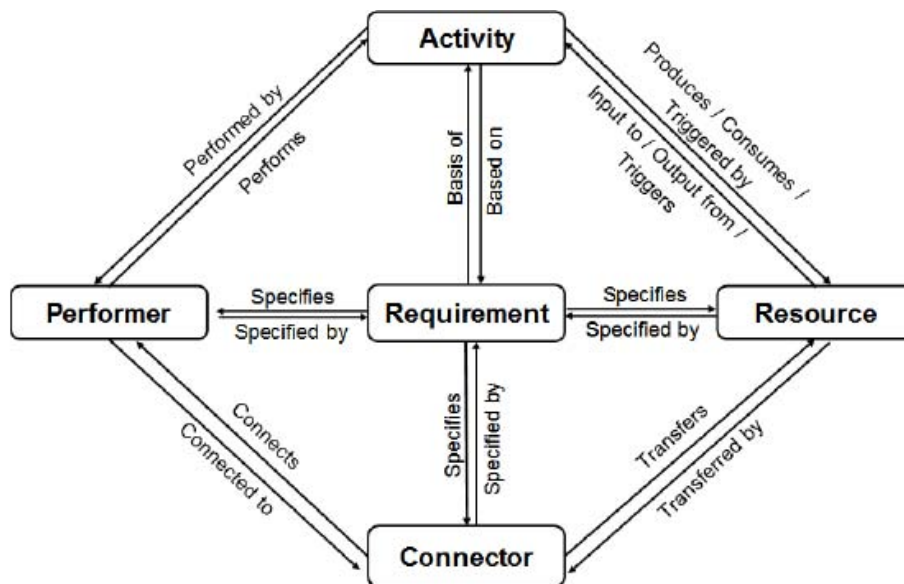 Activity
Performed by
Performs
Basis of
Based on
Produces / Consumes /
Triggered by
Input to / Output from /
Triggers
Performer
Specifies
Specified by
Requirement
Specifies
Specified by
Resource
Connects
Connected to
Specifies
Specified by
Transfers
Transferred by
Connector